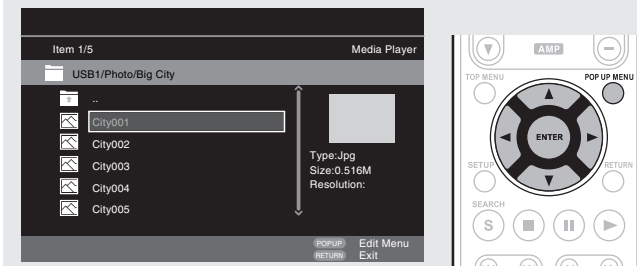 Item 1/5
Media Player
USB1/Photo/Big City
..
City001
City002
City003
City004
City005
Type:Jpg
Size:0.516M
Resolution:
POPUP Edit Menu
RETURN Exit
AMP
TOP MENU
POP UP MENU
ENTER
SETUP
RETURN
SEARCH
S